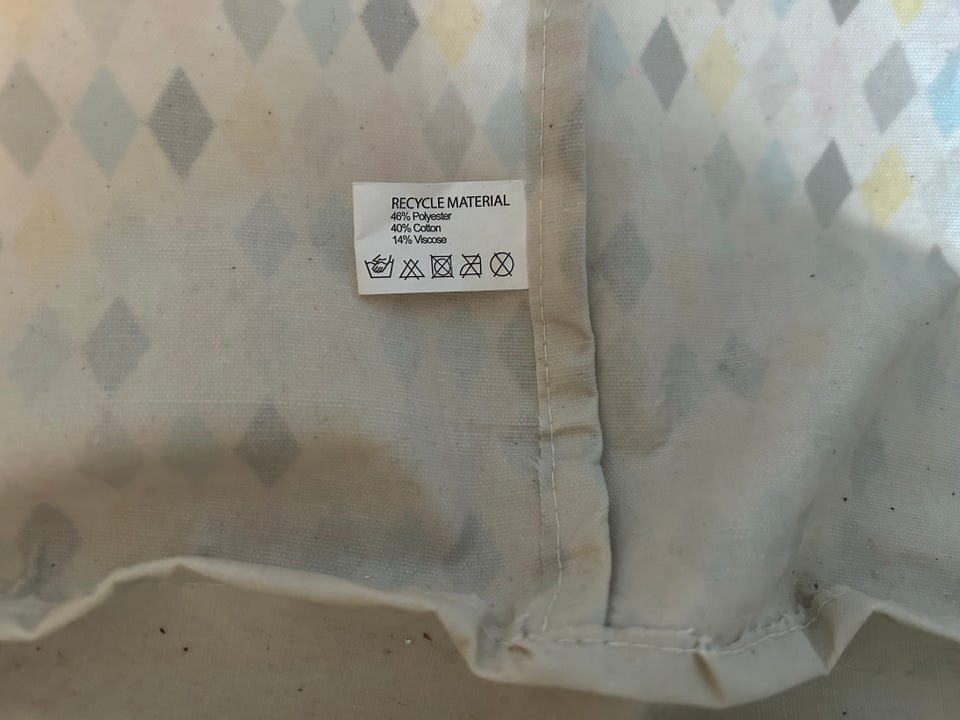 RECYCLE MATERIAL
46% Polyester
40% Cotton
14% Viscose